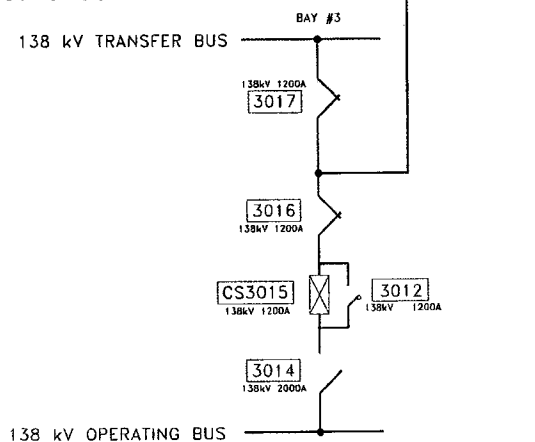 BAY #3
138 kV TRANSFER BUS
138kV 1200A
3017
3016
138kV 1200A
CS3015
138kV 1200A
3012
138kV 1200A
3014
138kV 2000A
138 kV OPERATING BUS